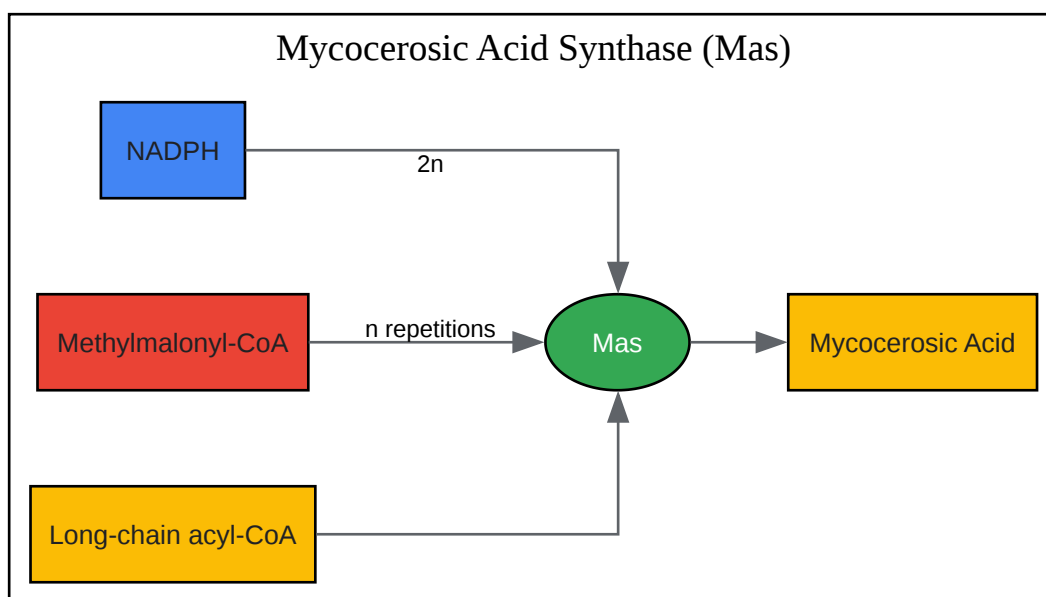 Mycocerosic Acid Synthase (Mas)
NADPH
2n
Methylmalonyl-CoA
n repetitions
Mas
Mycocerosic Acid
Long-chain acyl-CoA